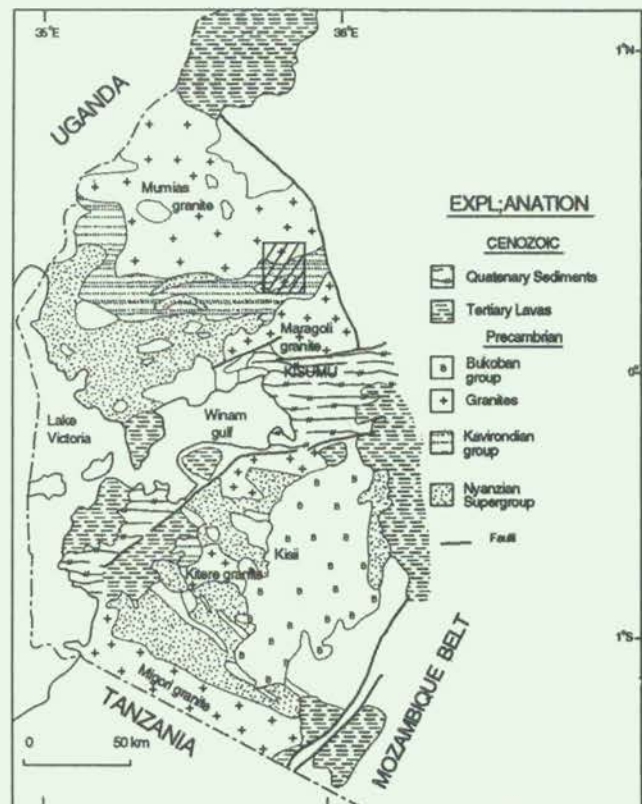 35°E
36°E
1°N
UGANDA
Mumias
granite
EXPL;ANATION
CENOZOIC
Quatenary Sediments
Tertiary Lavas
Precambrian
Bukoban
group
Granites
Kavirondian
group
Nyanzian
Supergroup
Fault
Maragoli
granite
KISUMU
0°
Lake
Victoria
Winam
gulf
Kisii
Kitere granite
1°S
Migori granite
TANZANIA
MOZAMBIQUE BELT
0
50 km